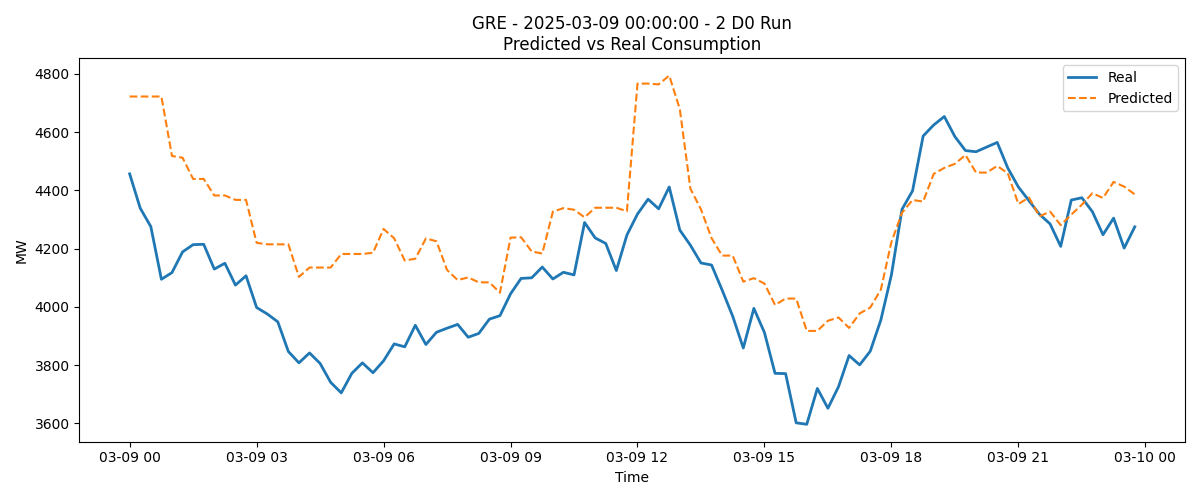 GRE - 2025-03-09 00:00:00 - 2 D0 Run
Predicted vs Real Consumption
Real
Predicted
MW
4800
4600
4400
4200
4000
3800
3600
03-09 00
03-09 03
03-09 06
03-09 09
03-09 12
03-09 15
03-09 18
03-09 21
03-10 00
Time